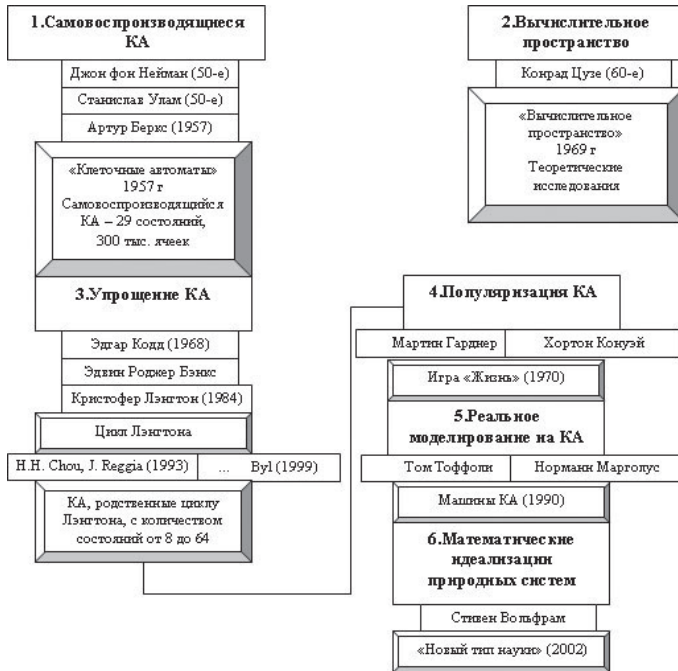 1.Самовоспроизводящиеся
КА
Джон фон Нейман (50-е)
Станислав Улам (50-е)
Артур Беркс (1957)
«Клеточные автоматы»
1957 г
Самовоспроизводящийся
КА – 29 состояний,
300 тыс. ячеек
2.Вычислительное
пространство
Конрад Цузе (60-е)
«Вычислительное
пространство»
1969 г
Теоретические
исследования
3.Упрощение КА
Эдгар Кодд (1968)
Эдвин Роджер Бэнкс
Кристофер Лэнгтон (1984)
Цикл Лэнгтона
H.H. Chou, J. Reggia (1993)
... Byl (1999)
КА, родственные циклу
Лэнгтона, с количеством
состояний от 8 до 64
4.Популяризация КА
Мартин Гарднер
Хортон Конуэй
Игра «Жизнь» (1970)
5.Реальное
моделирование на КА
Том Тоффоли
Норманн Марголус
Машины КА (1990)
6.Математические
идеализации
природных систем
Стивен Вольфрам
«Новый тип науки» (2002)